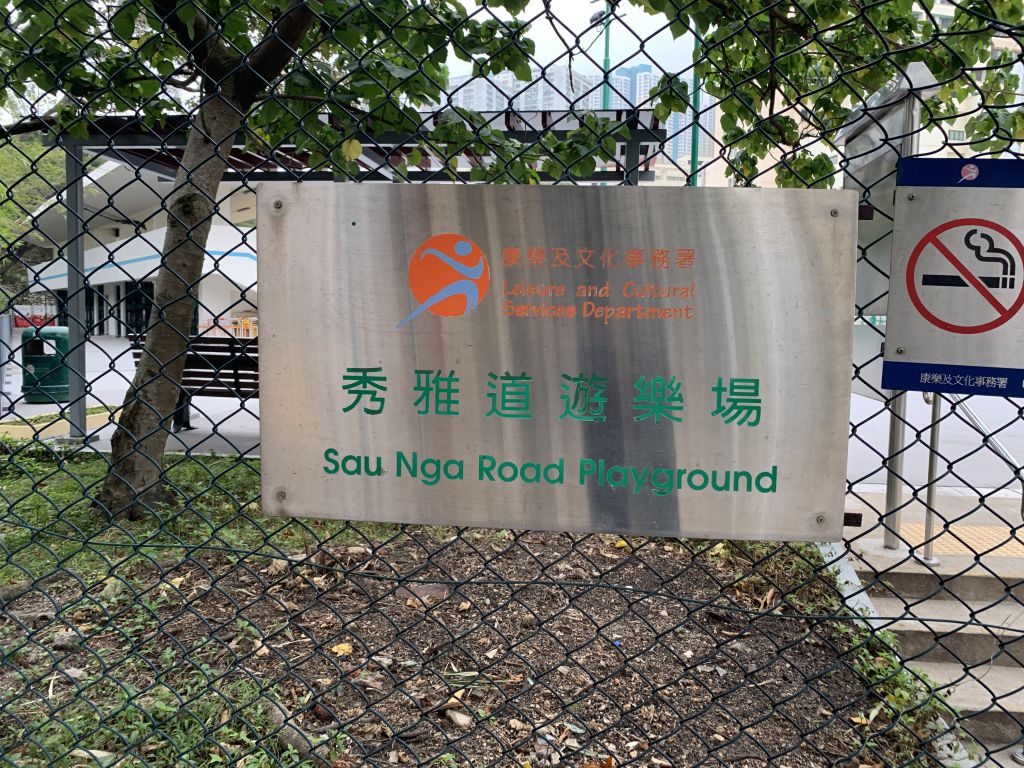 康樂及文化事務署
Leisure and Cultural
Services Department
秀雅道遊樂場
Sau Nga Road Playground
康樂及文化事務署